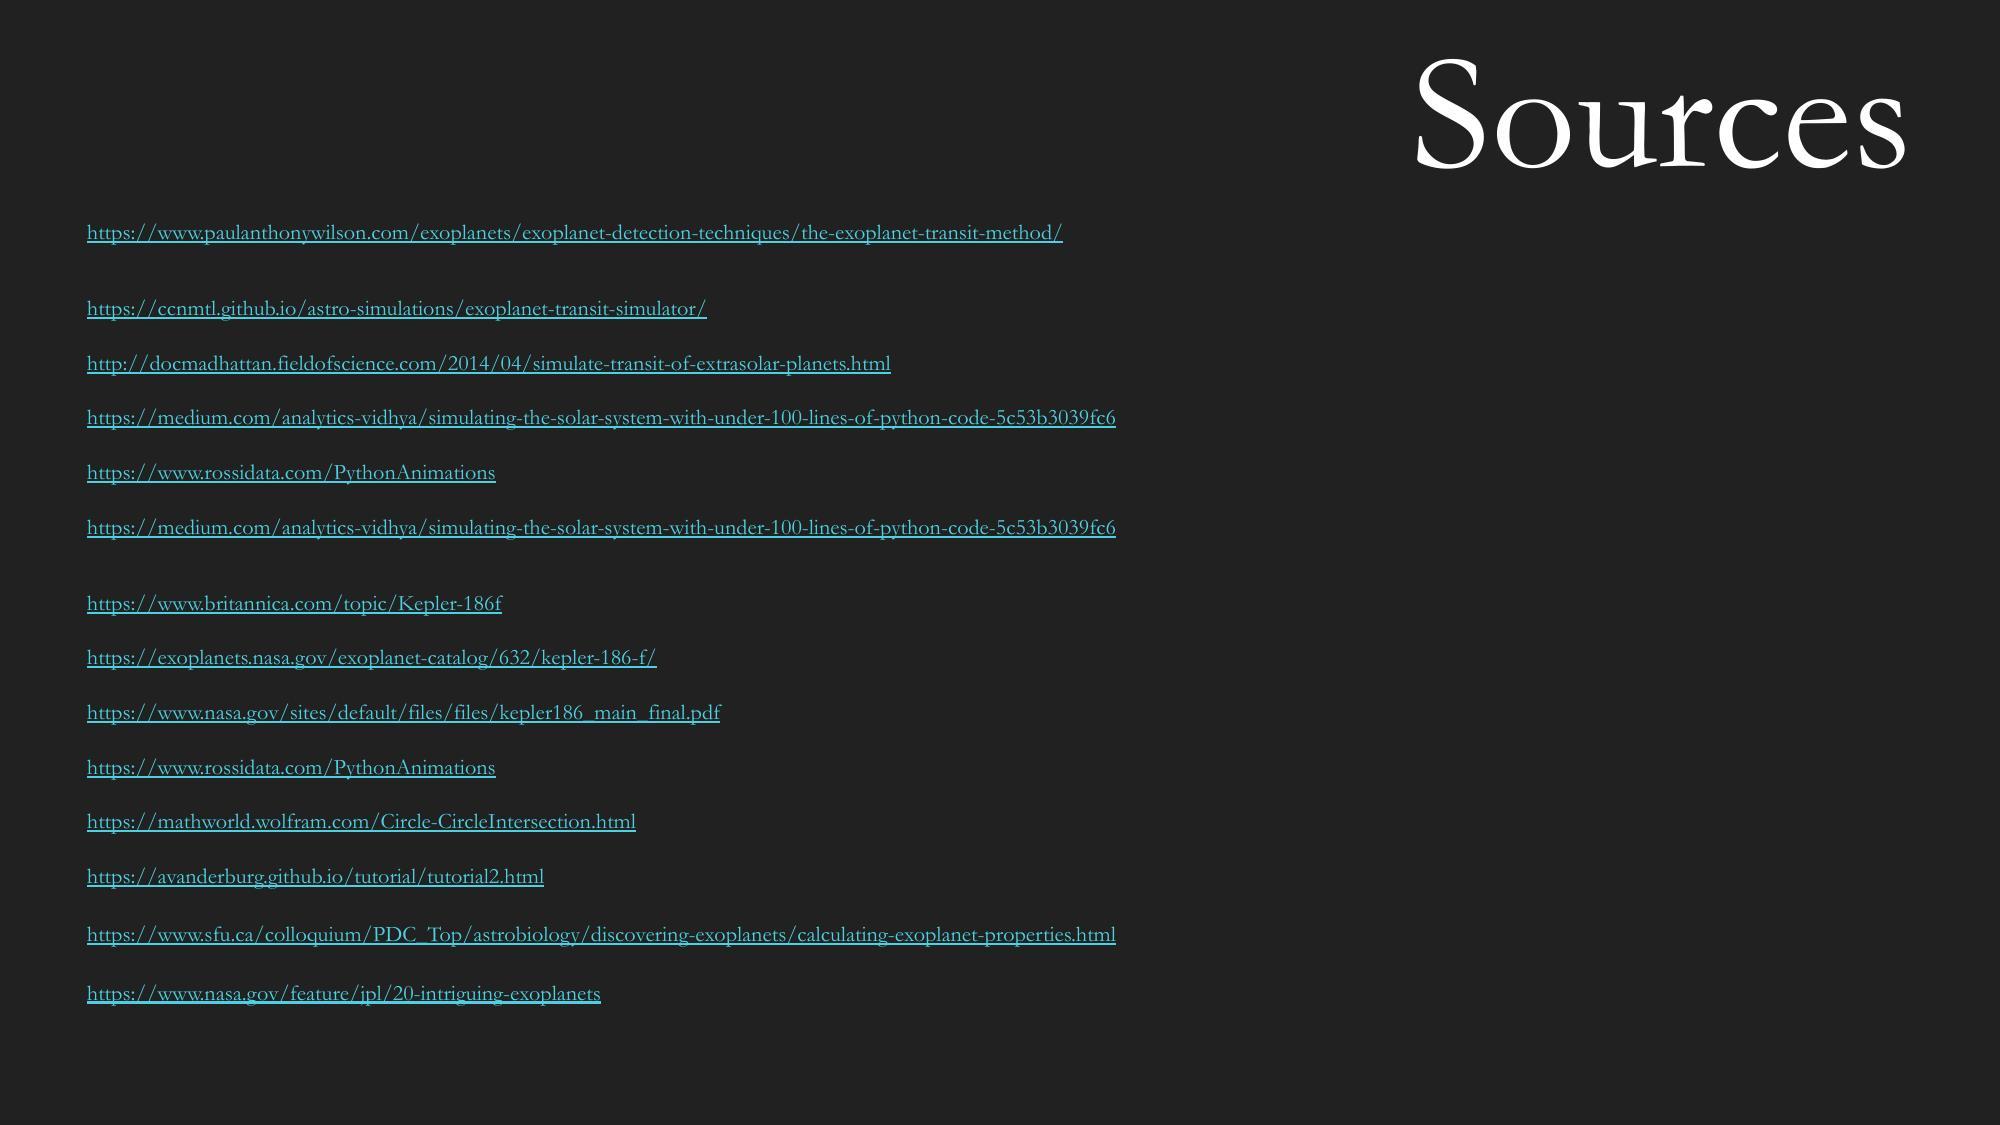 Sources
https://www.paulanthonywilson.com/exoplanets/exoplanet-detection-techniques/the-exoplanet-transit-method/
https://ccnmtl.github.io/astro-simulations/exoplanet-transit-simulator/
http://docmadhattan.fieldofscience.com/2014/04/simulate-transit-of-extrasolar-planets.html
https://medium.com/analytics-vidhya/simulating-the-solar-system-with-under-100-lines-of-python-code-5c53b3039fc6
https://www.rossidata.com/PythonAnimations
https://medium.com/analytics-vidhya/simulating-the-solar-system-with-under-100-lines-of-python-code-5c53b3039fc6
https://www.britannica.com/topic/Kepler-186f
https://exoplanets.nasa.gov/exoplanet-catalog/632/kepler-186-f/
https://www.nasa.gov/sites/default/files/files/kepler186_main_final.pdf
https://www.rossidata.com/PythonAnimations
https://mathworld.wolfram.com/Circle-CircleIntersection.html
https://avanderburg.github.io/tutorial/tutorial2.html
https://www.sfu.ca/colloquium/PDC_Top/astrobiology/discovering-exoplanets/calculating-exoplanet-properties.html
https://www.nasa.gov/feature/jpl/20-intriguing-exoplanets